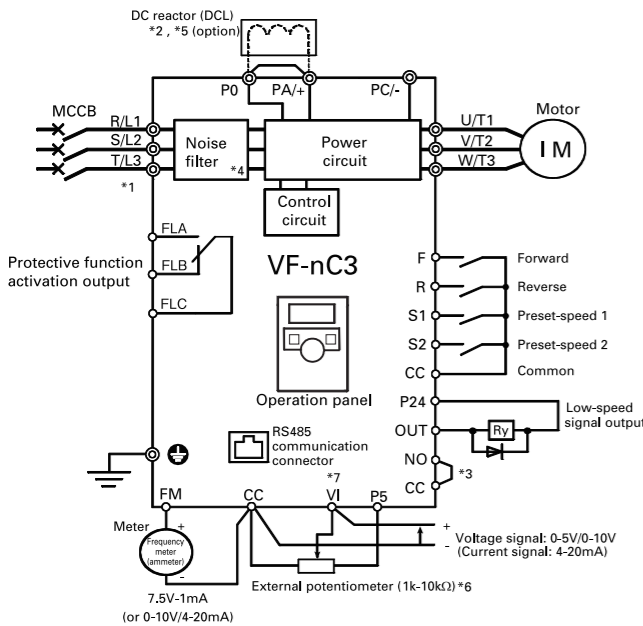 DC reactor (DCL)
*2 , *5 (option)
P0 PA/+ PC/-
MCCB
Motor
R/L1
S/L2
T/L3
*1
Noise
filter
*4
Power
circuit
U/T1
V/T2
W/T3
IM
Control
circuit
FLA
FLB
FLC
Protective function
activation output
VF-nC3
Operation panel
F Forward
R Reverse
S1 Preset-speed 1
S2 Preset-speed 2
CC Common
P24
OUT
Ry
Low-speed
signal output
NO
CC
*3
RS485
communication
connector
*7
FM CC VI P5
Meter
+
Frequency
meter
(ammeter)
-
7.5V-1mA
(or 0-10V/4-20mA)
+
-
Voltage signal: 0-5V/0-10V
(Current signal: 4-20mA)
External potentiometer (1k-10kΩ) *6